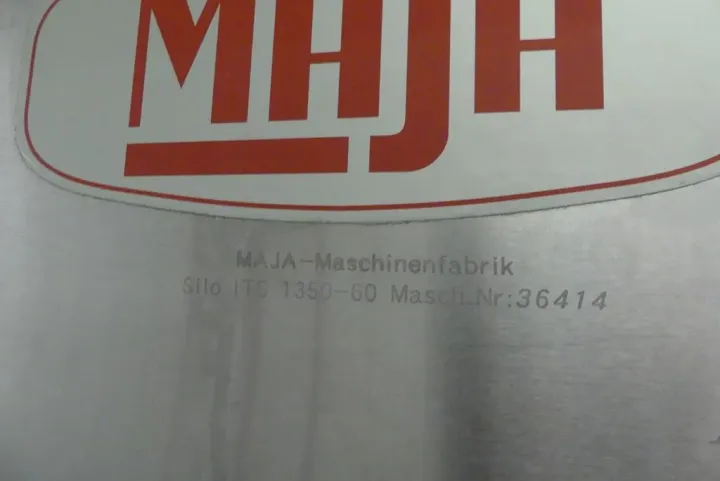 MAJA
MAJA-Maschinenfabrik
Silo ITS 1350-60 Masch.Nr:36414